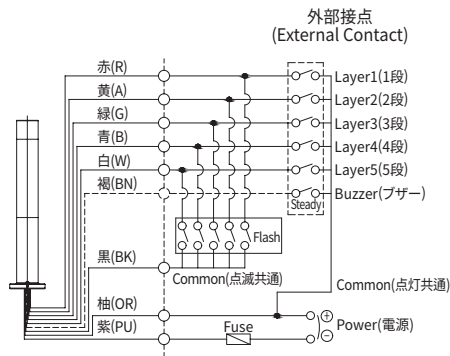 外部接点
(External Contact)
赤(R)
Layer1(1段)
黄(A)
Layer2(2段)
緑(G)
Layer3(3段)
青(B)
Layer4(4段)
白(W)
Layer5(5段)
褐(BN)
Buzzer(ブザー)
Steady
Flash
黒(BK)
Common(点滅共通)
Common(点灯共通)
柚(OR)
紫(PU)
Fuse
Power(電源)